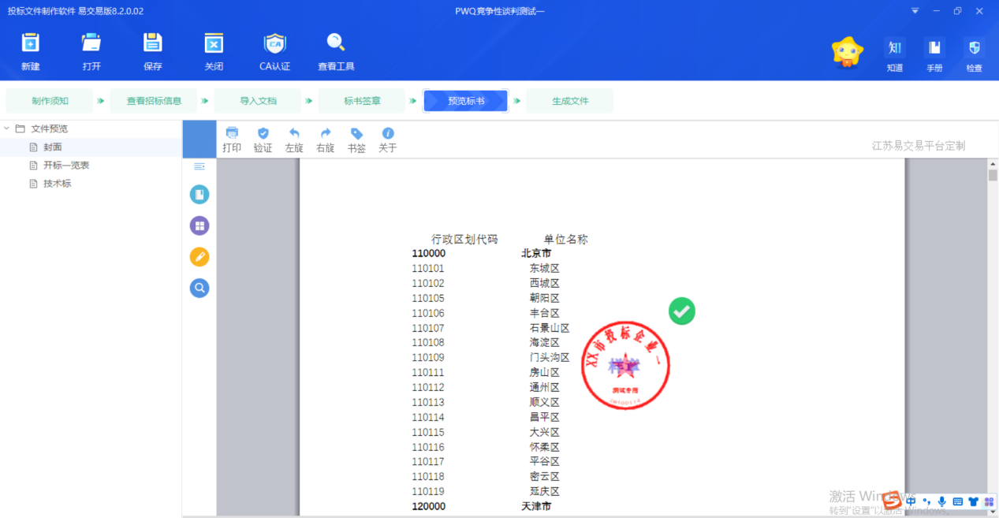 投标文件制作软件 易交易版8.2.0.02
PWQ竞争性谈判测试一
新建
打开
保存
关闭
CA认证
查看工具
知道
手册
检查
制作须知
查看招标信息
导入文档
标书签章
预览标书
生成文件
文件预览
封面
开标一览表
技术标
打印
验证
左旋
右旋
书签
关于
江苏易交易平台定制
行政区划代码 单位名称
110000 北京市
110101 东城区
110102 西城区
110105 朝阳区
110106 丰台区
110107 石景山区
110108 海淀区
110109 门头沟区
110111 房山区
110112 通州区
110113 顺义区
110114 昌平区
110115 大兴区
110116 怀柔区
110117 平谷区
110118 密云区
110119 延庆区
120000 天津市
XX市投标企业一
测试专用
激活 Windows
转到"设置"以激活 Windows。
中